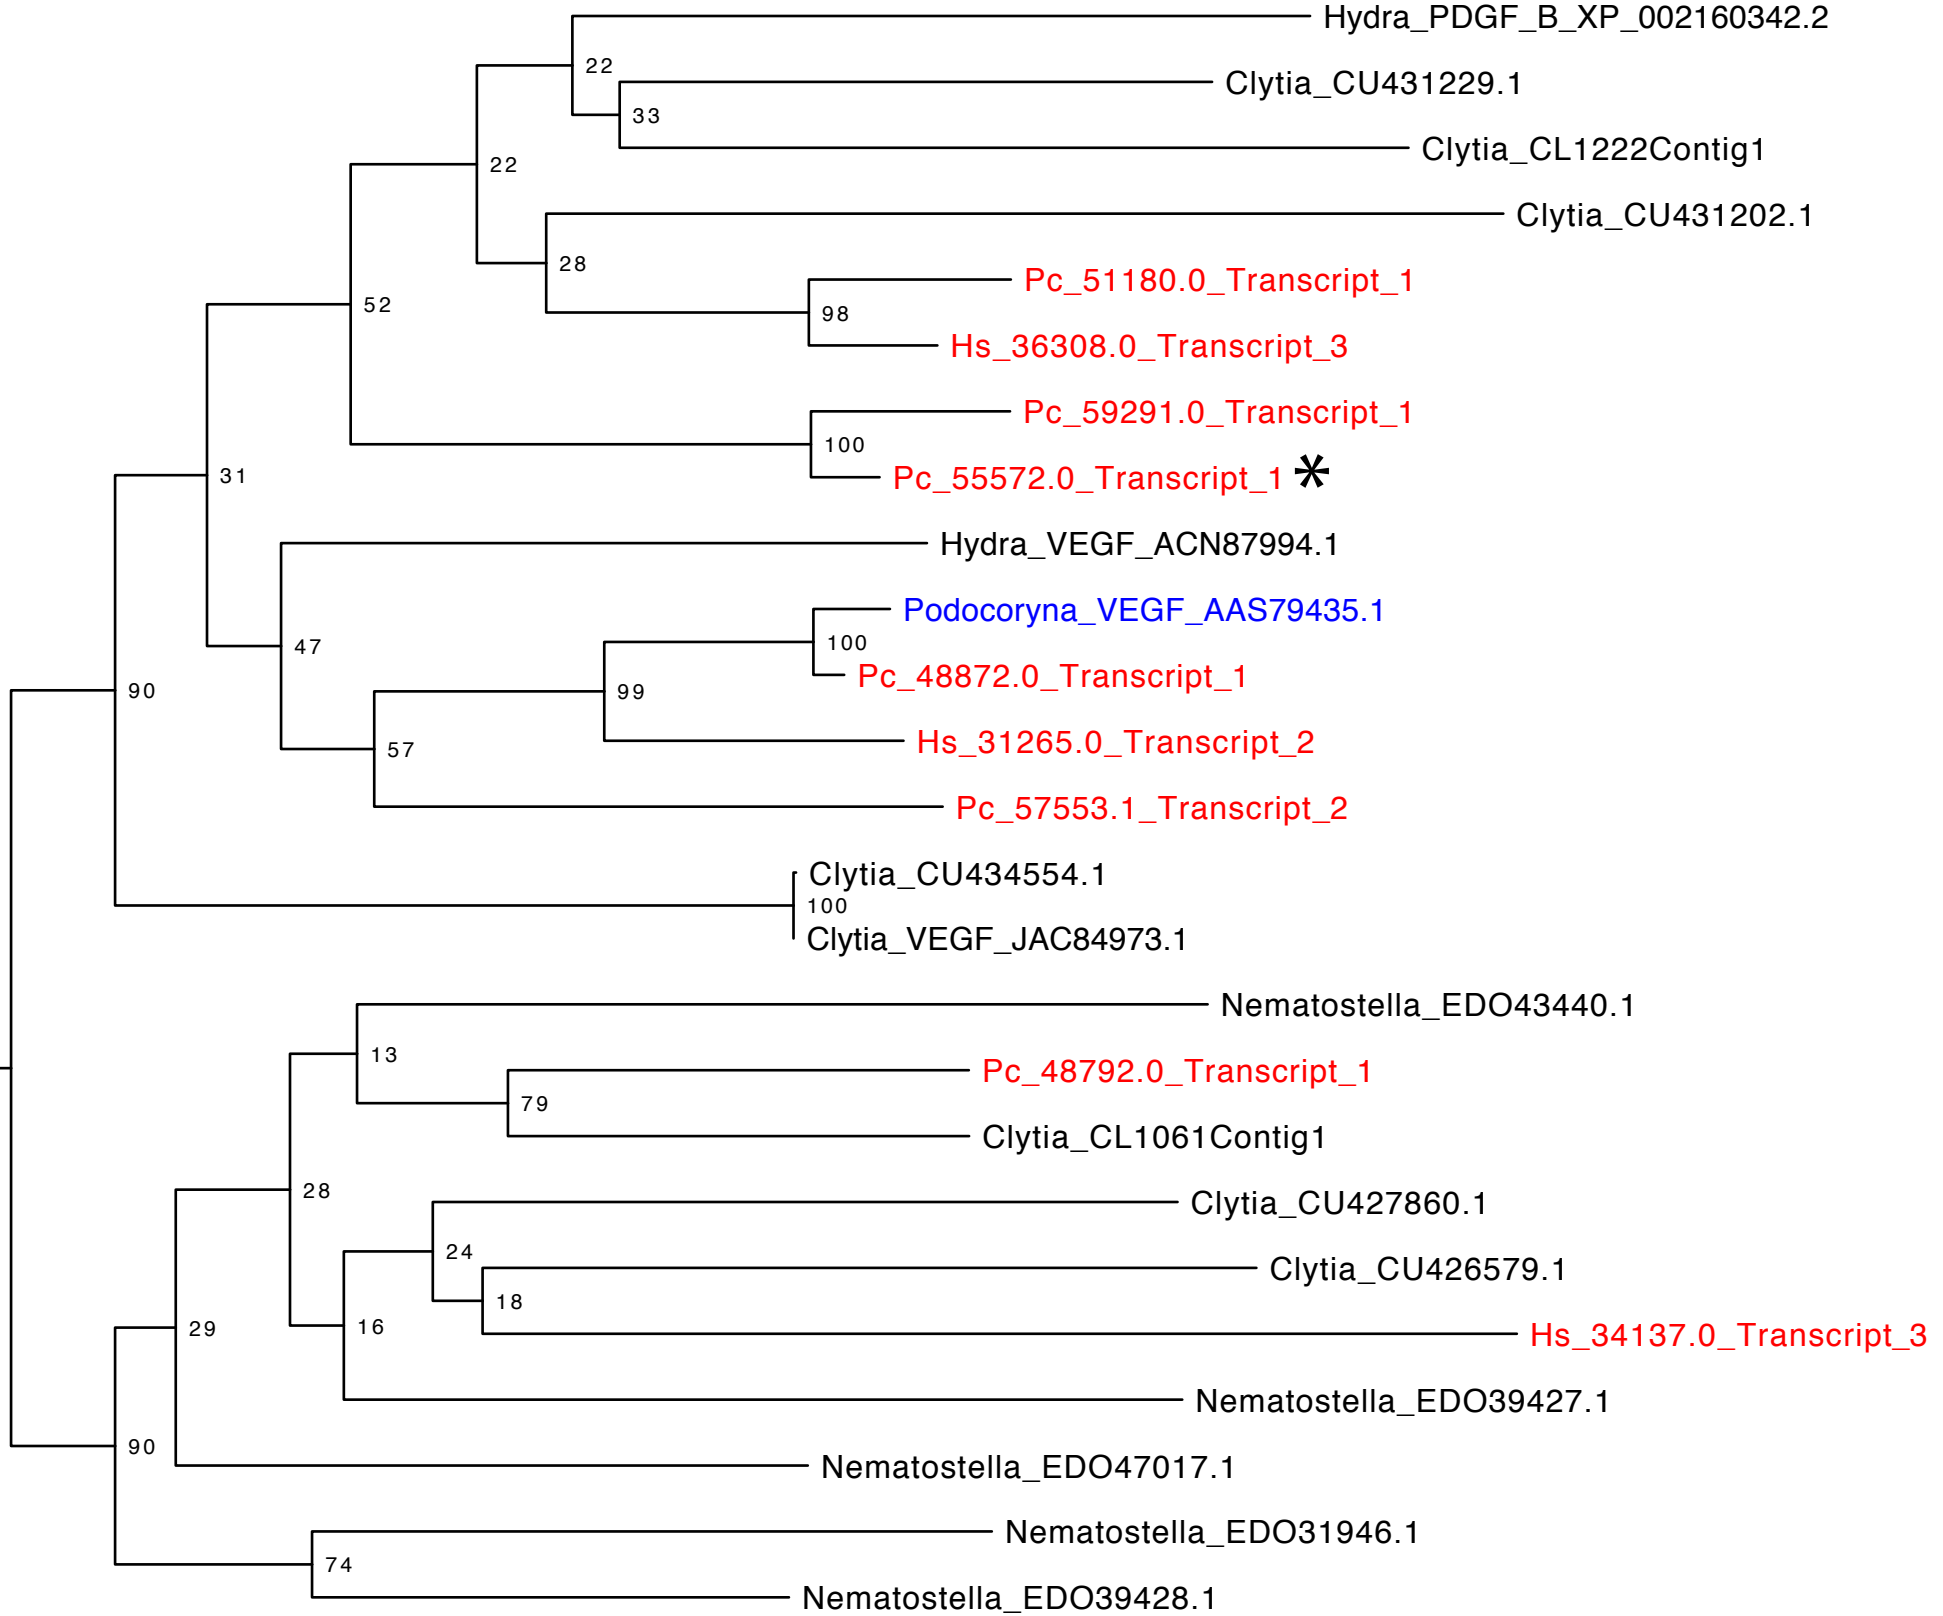 Hydra_PDGF_B_XP_002160342.2
22
Clytia_CU431229.1
33
Clytia_CL1222Contig1
22
Clytia_CU431202.1
28
Pc_51180.0_Transcript_1
52
98
Hs_36308.0_Transcript_3
Pc_59291.0_Transcript_1
100
31
Pc_55572.0_Transcript_1 *
Hydra_VEGF_ACN87994.1
Podocoryna_VEGF_AAS79435.1
47
100
Pc_48872.0_Transcript_1
90
99
Hs_31265.0_Transcript_2
57
Pc_57553.1_Transcript_2
Clytia_CU434554.1
100
Clytia_VEGF_JAC84973.1
Nematostella_EDO43440.1
13
Pc_48792.0_Transcript_1
79
Clytia_CL1061Contig1
28
Clytia_CU427860.1
24
Clytia_CU426579.1
18
29
16
Hs_34137.0_Transcript_3
Nematostella_EDO39427.1
90
Nematostella_EDO47017.1
Nematostella_EDO31946.1
74
Nematostella_EDO39428.1